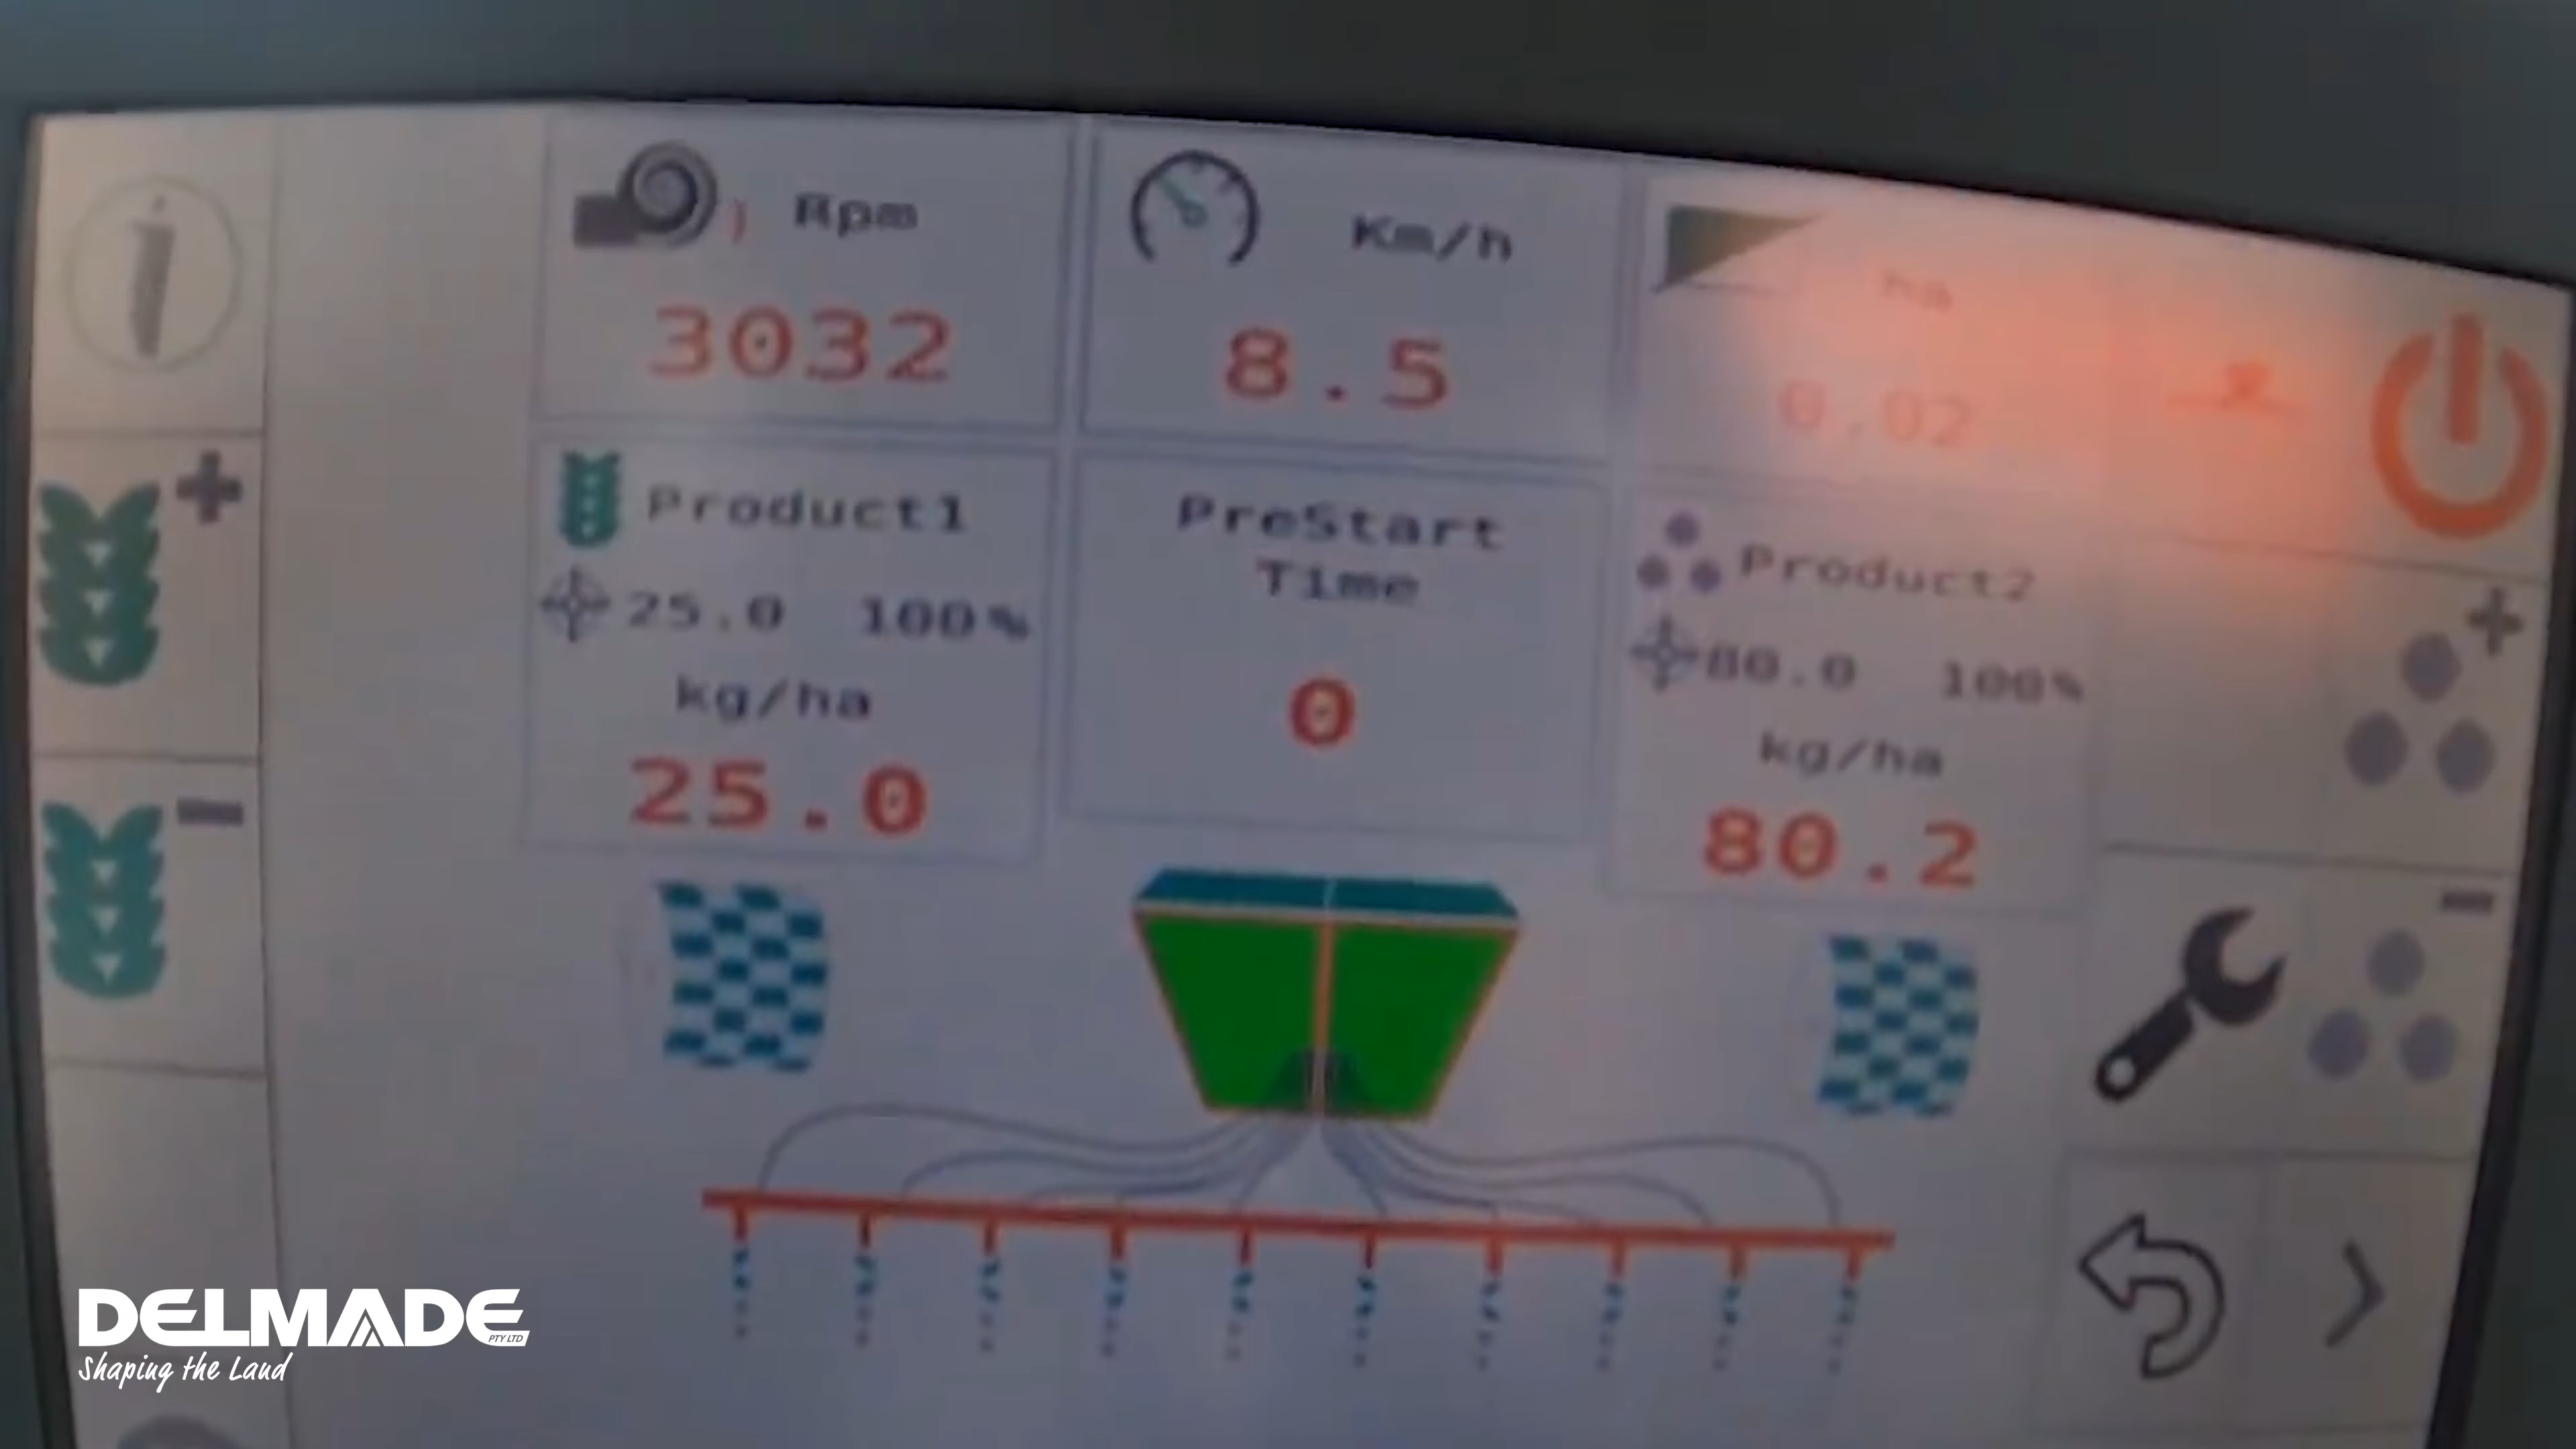 Rpm
3032
Km/h
8.5
ha
0.02
Product1
25.0 100%
kg/ha
25.0
PreStart
Time
0
Product2
80.0 100%
kg/ha
80.2
DELMADE
PTY LTD
Shaping the Land